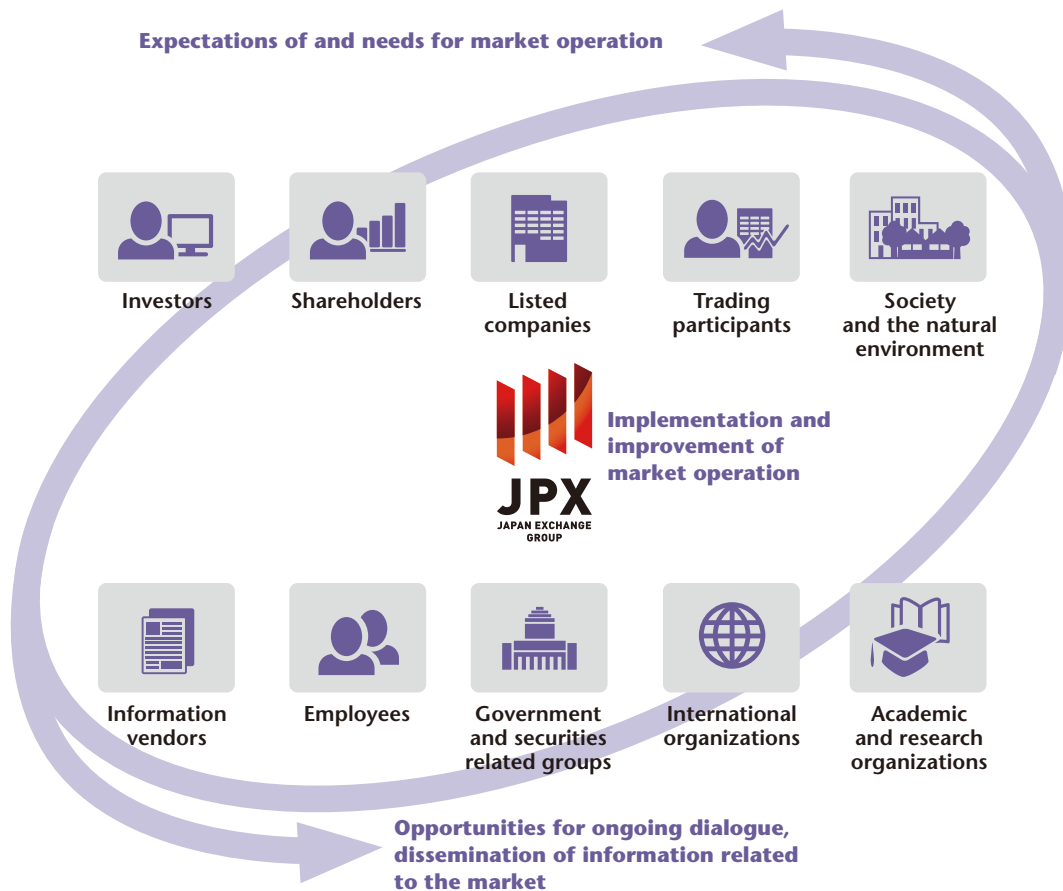 Expectations of and needs for market operation
Investors
Shareholders
Listed
companies
Trading
participants
Society
and the natural
environment
Implementation and
improvement of
market operation
JPX
JAPAN EXCHANGE
GROUP
Information
vendors
Employees
Government
and securities
related groups
International
organizations
Academic
and research
organizations
Opportunities for ongoing dialogue,
dissemination of information related
to the market